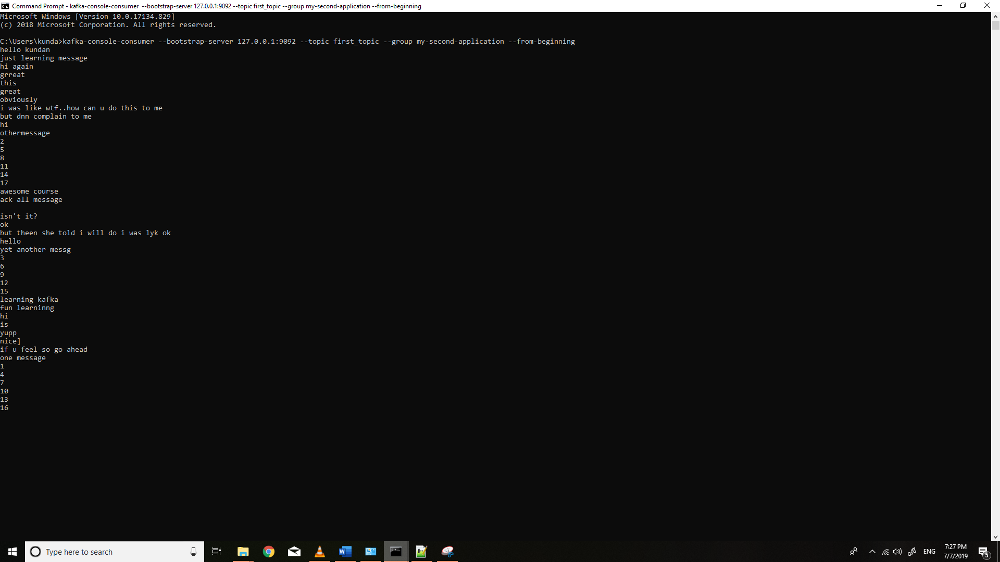 Command Prompt - kafka-console-consumer --bootstrap-server 127.0.0.1:9092 --topic first_topic --group my-second-application --from-beginning
Microsoft Windows [Version 10.0.17134.829]
(c) 2018 Microsoft Corporation. All rights reserved.
C:\Users\kunda>kafka-console-consumer --bootstrap-server 127.0.0.1:9092 --topic first_topic --group my-second-application --from-beginning
hello kundan
just learning message
hi again
grreat
this
great
obviously
i was like wtf..how can u do this to me
but dnn complain to me
hi
othermessage
2
5
8
11
14
17
awesome course
ack all message
isn't it?
ok
but theen she told i will do i was lyk ok
hello
yet another messg
3
6
9
12
15
learning kafka
fun learninng
hi
is
yupp
nice]
if u feel so go ahead
one message
1
4
7
10
13
16
Type here to search
ENG
7:27 PM
7/7/2019
5